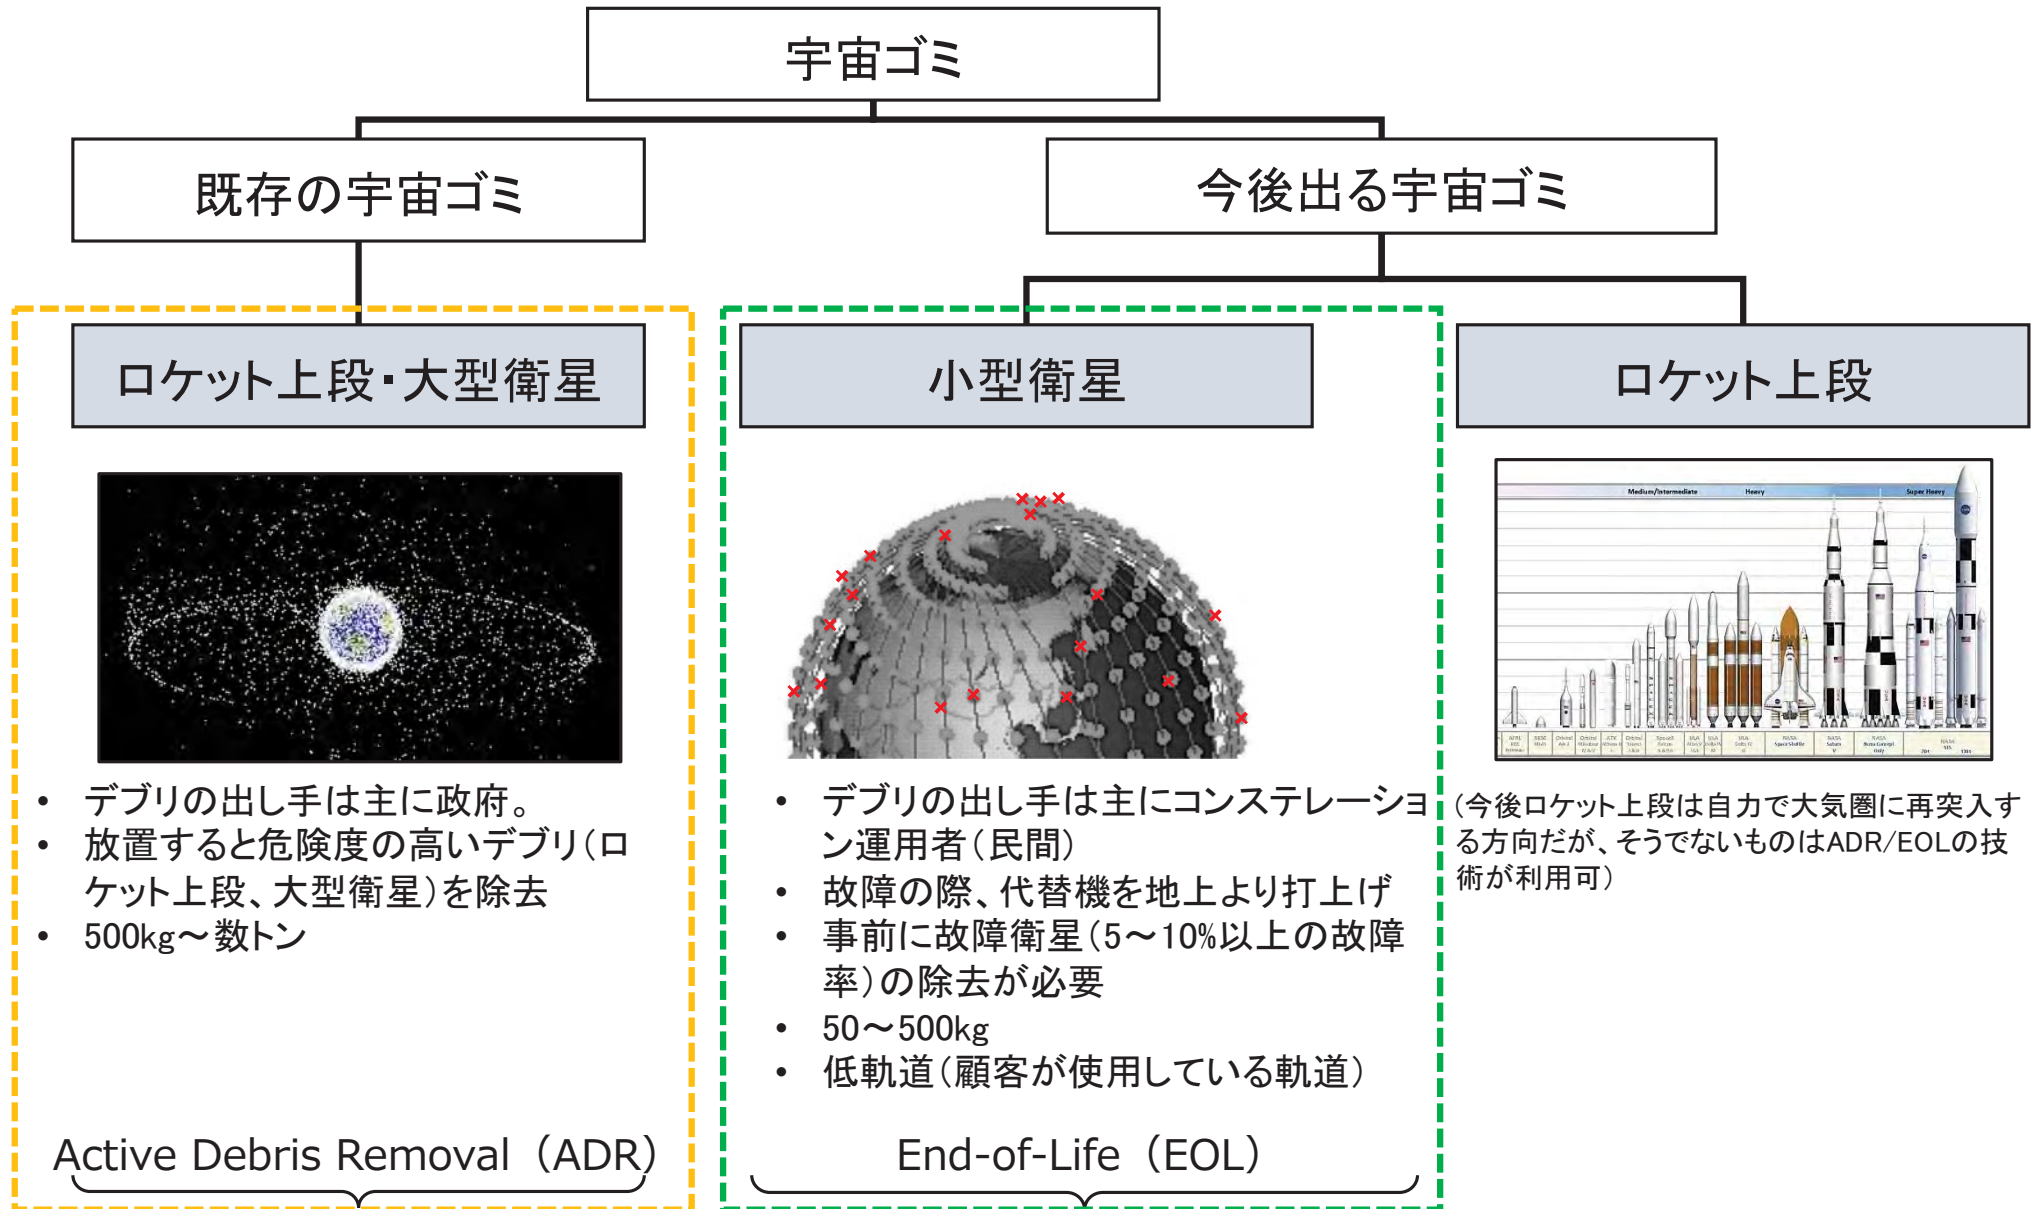 宇宙ゴミ
既存の宇宙ゴミ
今後出る宇宙ゴミ
ロケット上段・大型衛星
小型衛星
ロケット上段
• デブリの出し手は主に政府。
• 放置すると危険度の高いデブリ（ロ
ケット上段、大型衛星）を除去
• 500kg～数トン
Active Debris Removal（ADR）
• デブリの出し手は主にコンステレーショ
ン運用者（民間）
• 故障の際、代替機を地上より打上げ
• 事前に故障衛星（5～10%以上の故障
率）の除去が必要
• 50～500kg
• 低軌道（顧客が使用している軌道）
End-of-Life（EOL）
Medium/Intermediate
Heavy
Super Heavy
NASA
Space Shuttle
NASA
Saturn
V
（今後ロケット上段は自力で大気圏に再突入す
る方向だが、そうでないものはADR/EOLの技
術が利用可）